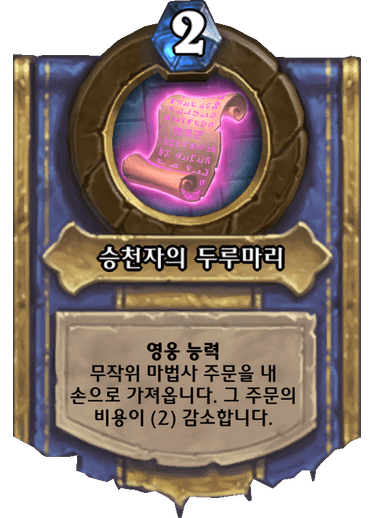 2
승천자의 두루마리
영웅 능력
무작위 마법사 주문을 내
손으로 가져옵니다. 그 주문의
비용이 (2) 감소합니다.